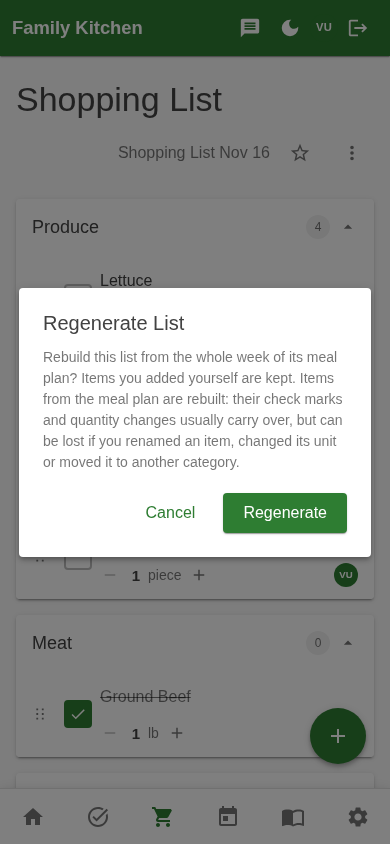 Family Kitchen
VU
Shopping List
Shopping List Nov 16
Produce
4
Lettuce
Regenerate List
Rebuild this list from the whole week of its meal
plan? Items you added yourself are kept. Items
from the meal plan are rebuilt: their check marks
and quantity changes usually carry over, but can
be lost if you renamed an item, changed its unit
or moved it to another category.
Cancel
Regenerate
1 piece
VU
Meat
0
Ground Beef
1 lb